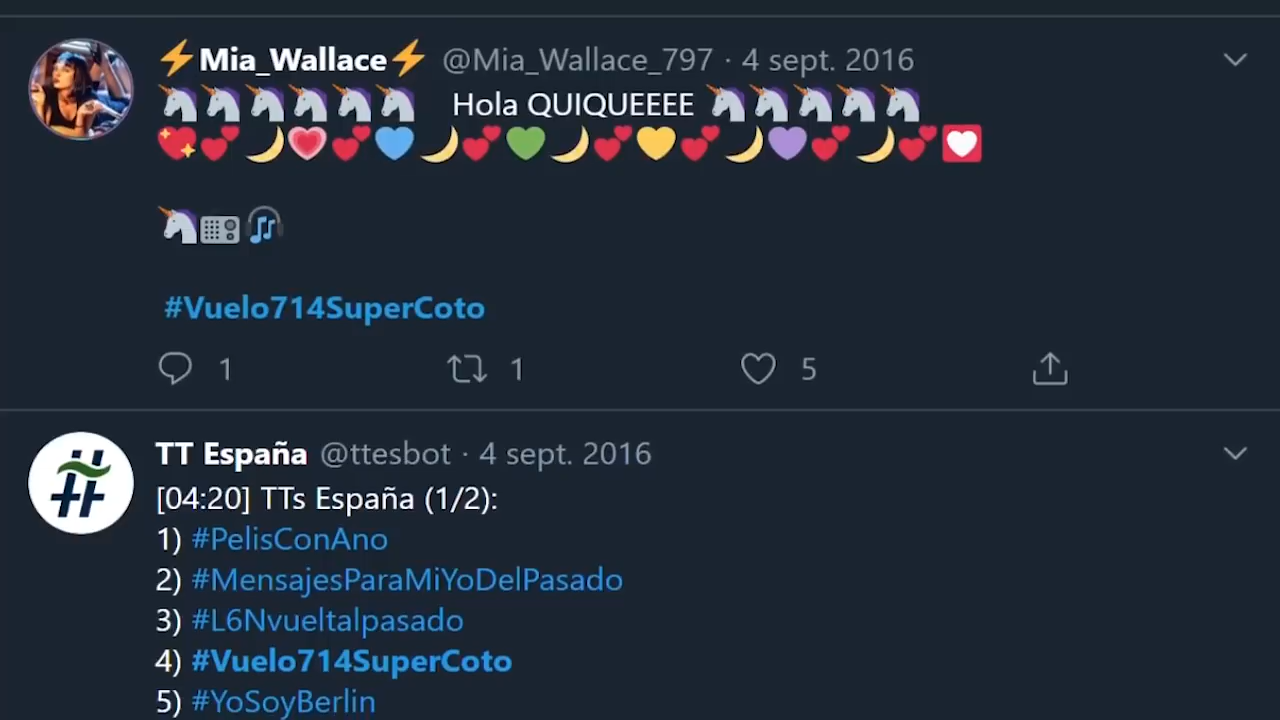 ⚡Mia_Wallace⚡ @Mia_Wallace_797 · 4 sept. 2016
🦄🦄🦄🦄🦄🦄 Hola QUIQUEEEE 🦄🦄🦄🦄🦄
💖💕🌙💗💕💙🌙💕💚🌙💕💛💕🌙💜💕🌙💕💟
🦄📻🎧
#Vuelo714SuperCoto
1 1 5
TT España @ttesbot · 4 sept. 2016
[04:20] TTs España (1/2):
1) #PelisConAno
2) #MensajesParaMiYoDelPasado
3) #L6Nvueltalpasado
4) #Vuelo714SuperCoto
5) #YoSoyBerlin